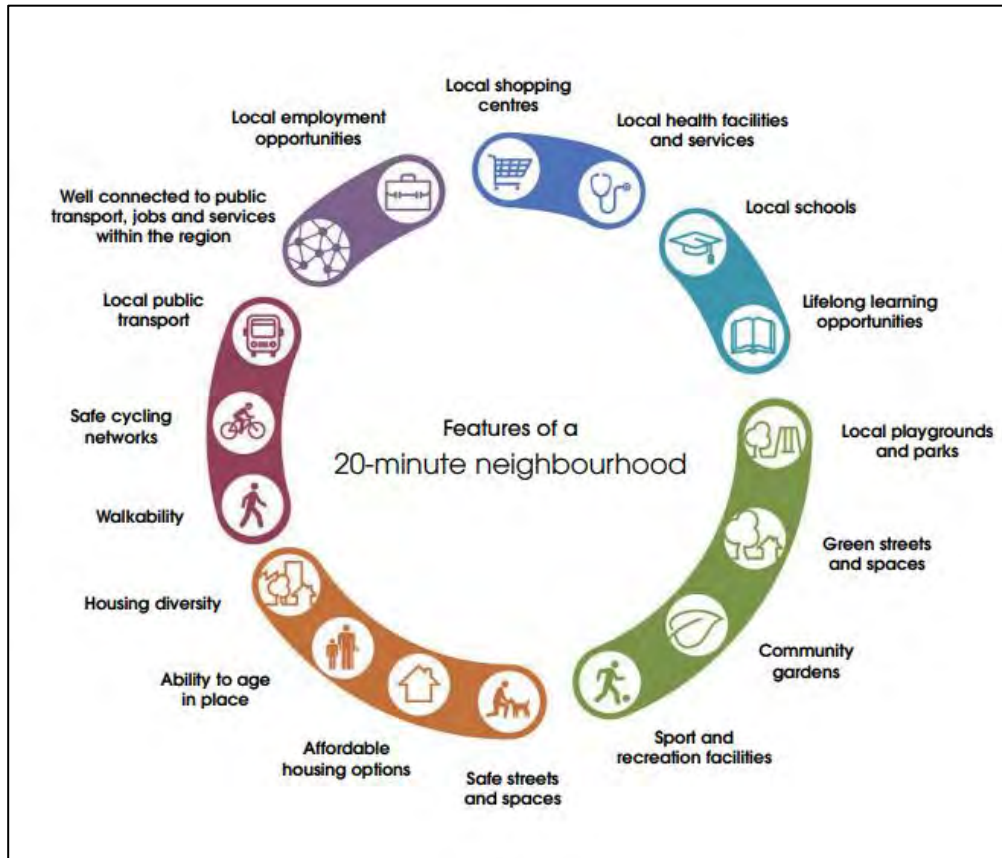 Local shopping
centres
Local health facilities
and services
Local schools
Lifelong learning
opportunities
Local playgrounds
and parks
Green streets
and spaces
Community
gardens
Sport and
recreation facilities
Safe streets
and spaces
Affordable
housing options
Ability to age
in place
Housing diversity
Walkability
Safe cycling
networks
Local public
transport
Well connected to public
transport, jobs and services
within the region
Local employment
opportunities
Features of a
20-minute neighbourhood